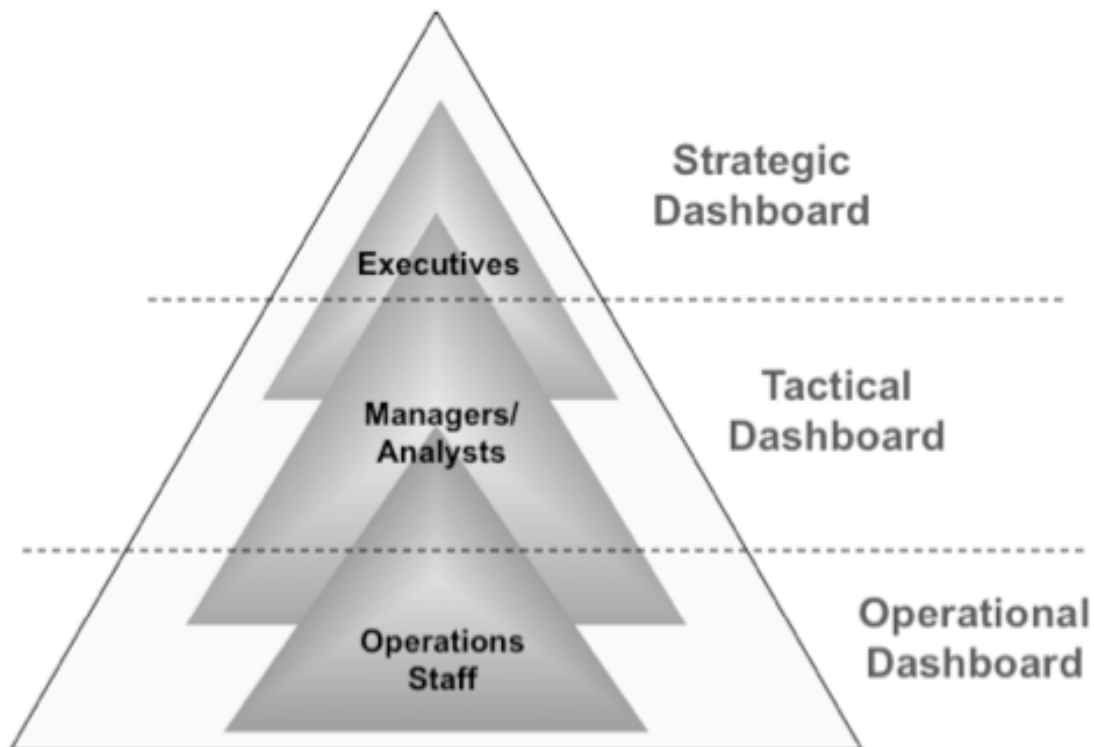 Strategic
Dashboard
Executives
Tactical
Dashboard
Managers/
Analysts
Operational
Dashboard
Operations
Staff